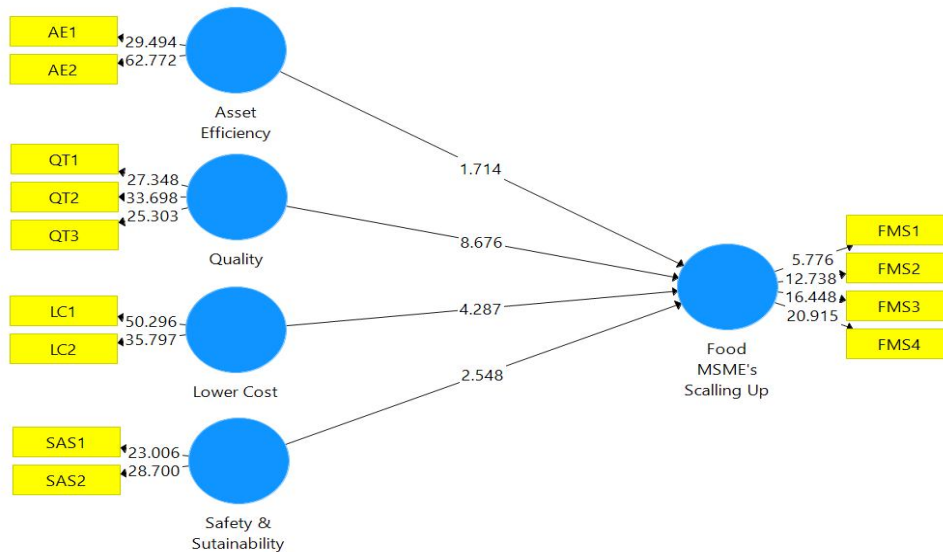 AE1
29.494
AE2
62.772
Asset
Efficiency
1.714
QT1
27.348
QT2
33.698
QT3
25.303
Quality
8.676
LC1
50.296
LC2
35.797
Lower Cost
4.287
SAS1
23.006
SAS2
28.700
Safety &
Sutainability
2.548
Food
MSME's
Scalling Up
FMS1
5.776
FMS2
12.738
FMS3
16.448
FMS4
20.915